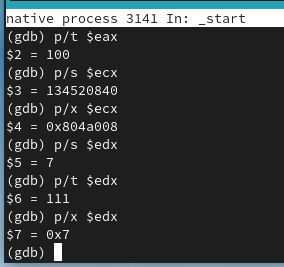 native process 3141 In: _start
(gdb) p/t $eax
$2 = 100
(gdb) p/s $ecx
$3 = 134520840
(gdb) p/x $ecx
$4 = 0x804a008
(gdb) p/s $edx
$5 = 7
(gdb) p/t $edx
$6 = 111
(gdb) p/x $edx
$7 = 0x7
(gdb)